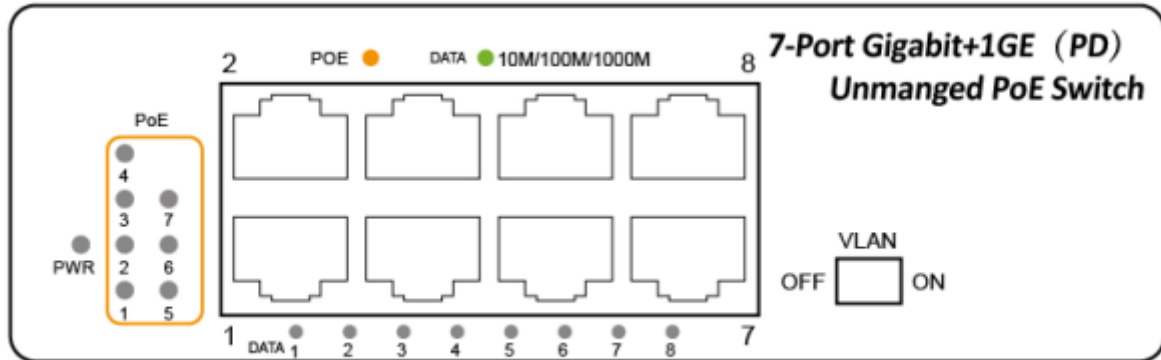 7-Port Gigabit+1GE（PD）
Unmanged PoE Switch
2 POE DATA 10M/100M/1000M 8
PoE
4
3 7
PWR 2 6
1 5
VLAN
OFF ON
1 7
DATA 1 2 3 4 5 6 7 8